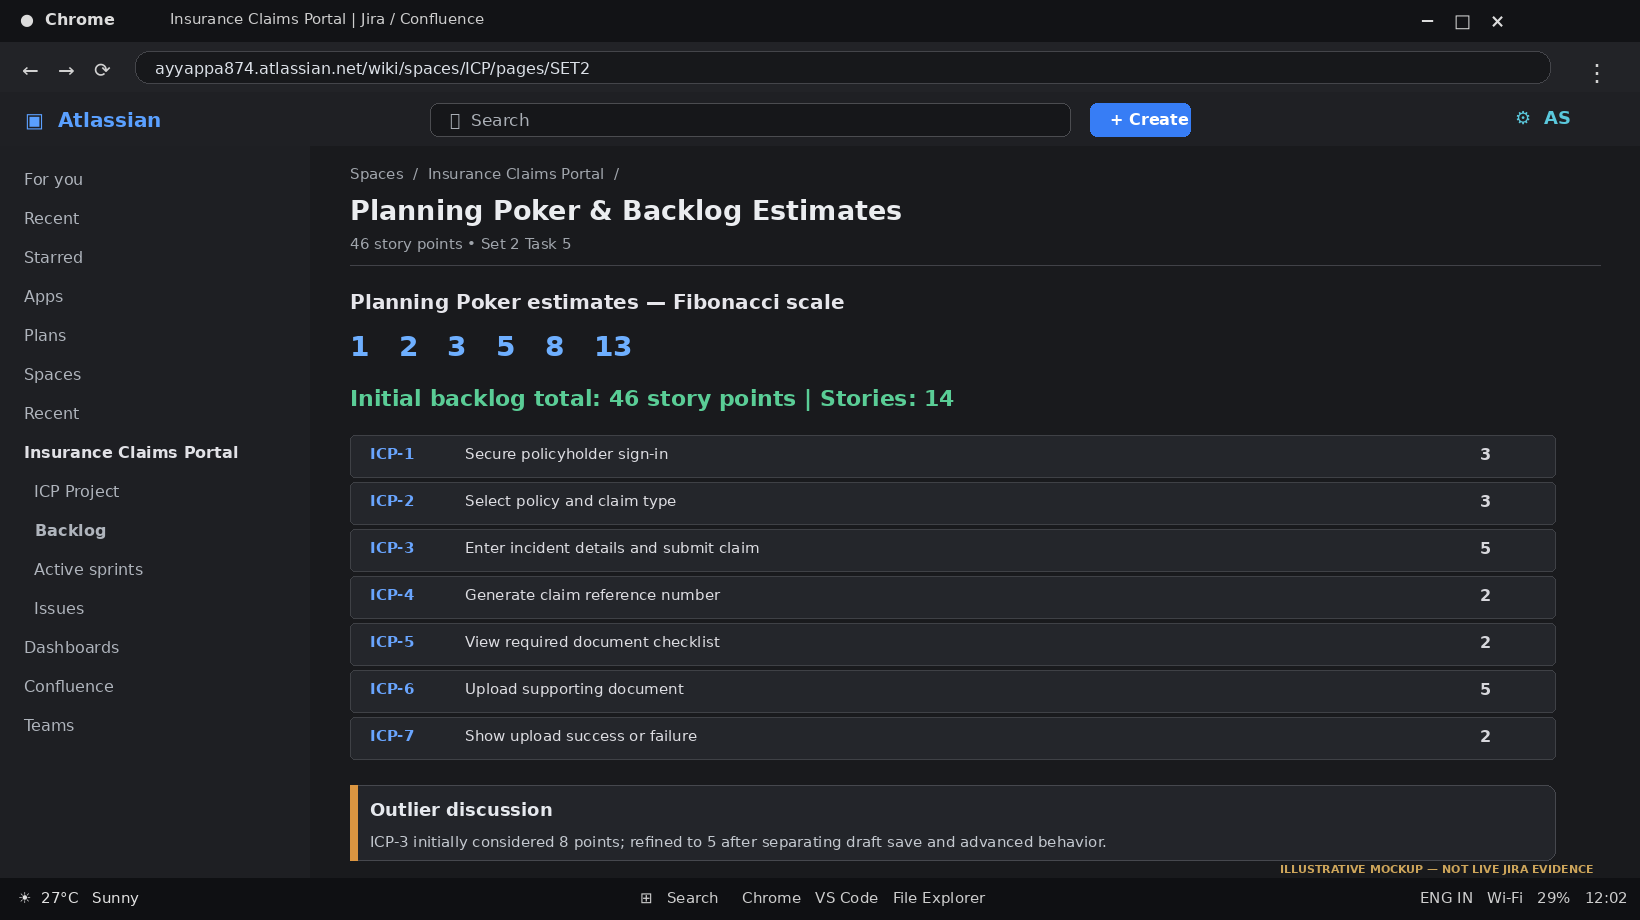 ● Chrome Insurance Claims Portal | Jira / Confluence − □ ×
← → ⟳ ayyappa874.atlassian.net/wiki/spaces/ICP/pages/SET2 ⋮
▣ Atlassian Search + Create ⚙ AS
For you
Recent
Starred
Apps
Plans
Spaces
Recent
Insurance Claims Portal
ICP Project
Backlog
Active sprints
Issues
Dashboards
Confluence
Teams
Spaces / Insurance Claims Portal /
Planning Poker & Backlog Estimates
46 story points • Set 2 Task 5
Planning Poker estimates — Fibonacci scale
1 2 3 5 8 13
Initial backlog total: 46 story points | Stories: 14
ICP-1 Secure policyholder sign-in 3
ICP-2 Select policy and claim type 3
ICP-3 Enter incident details and submit claim 5
ICP-4 Generate claim reference number 2
ICP-5 View required document checklist 2
ICP-6 Upload supporting document 5
ICP-7 Show upload success or failure 2
Outlier discussion
ICP-3 initially considered 8 points; refined to 5 after separating draft save and advanced behavior.
ILLUSTRATIVE MOCKUP — NOT LIVE JIRA EVIDENCE
☀ 27°C Sunny ⊞ Search Chrome VS Code File Explorer ENG IN Wi-Fi 29% 12:02